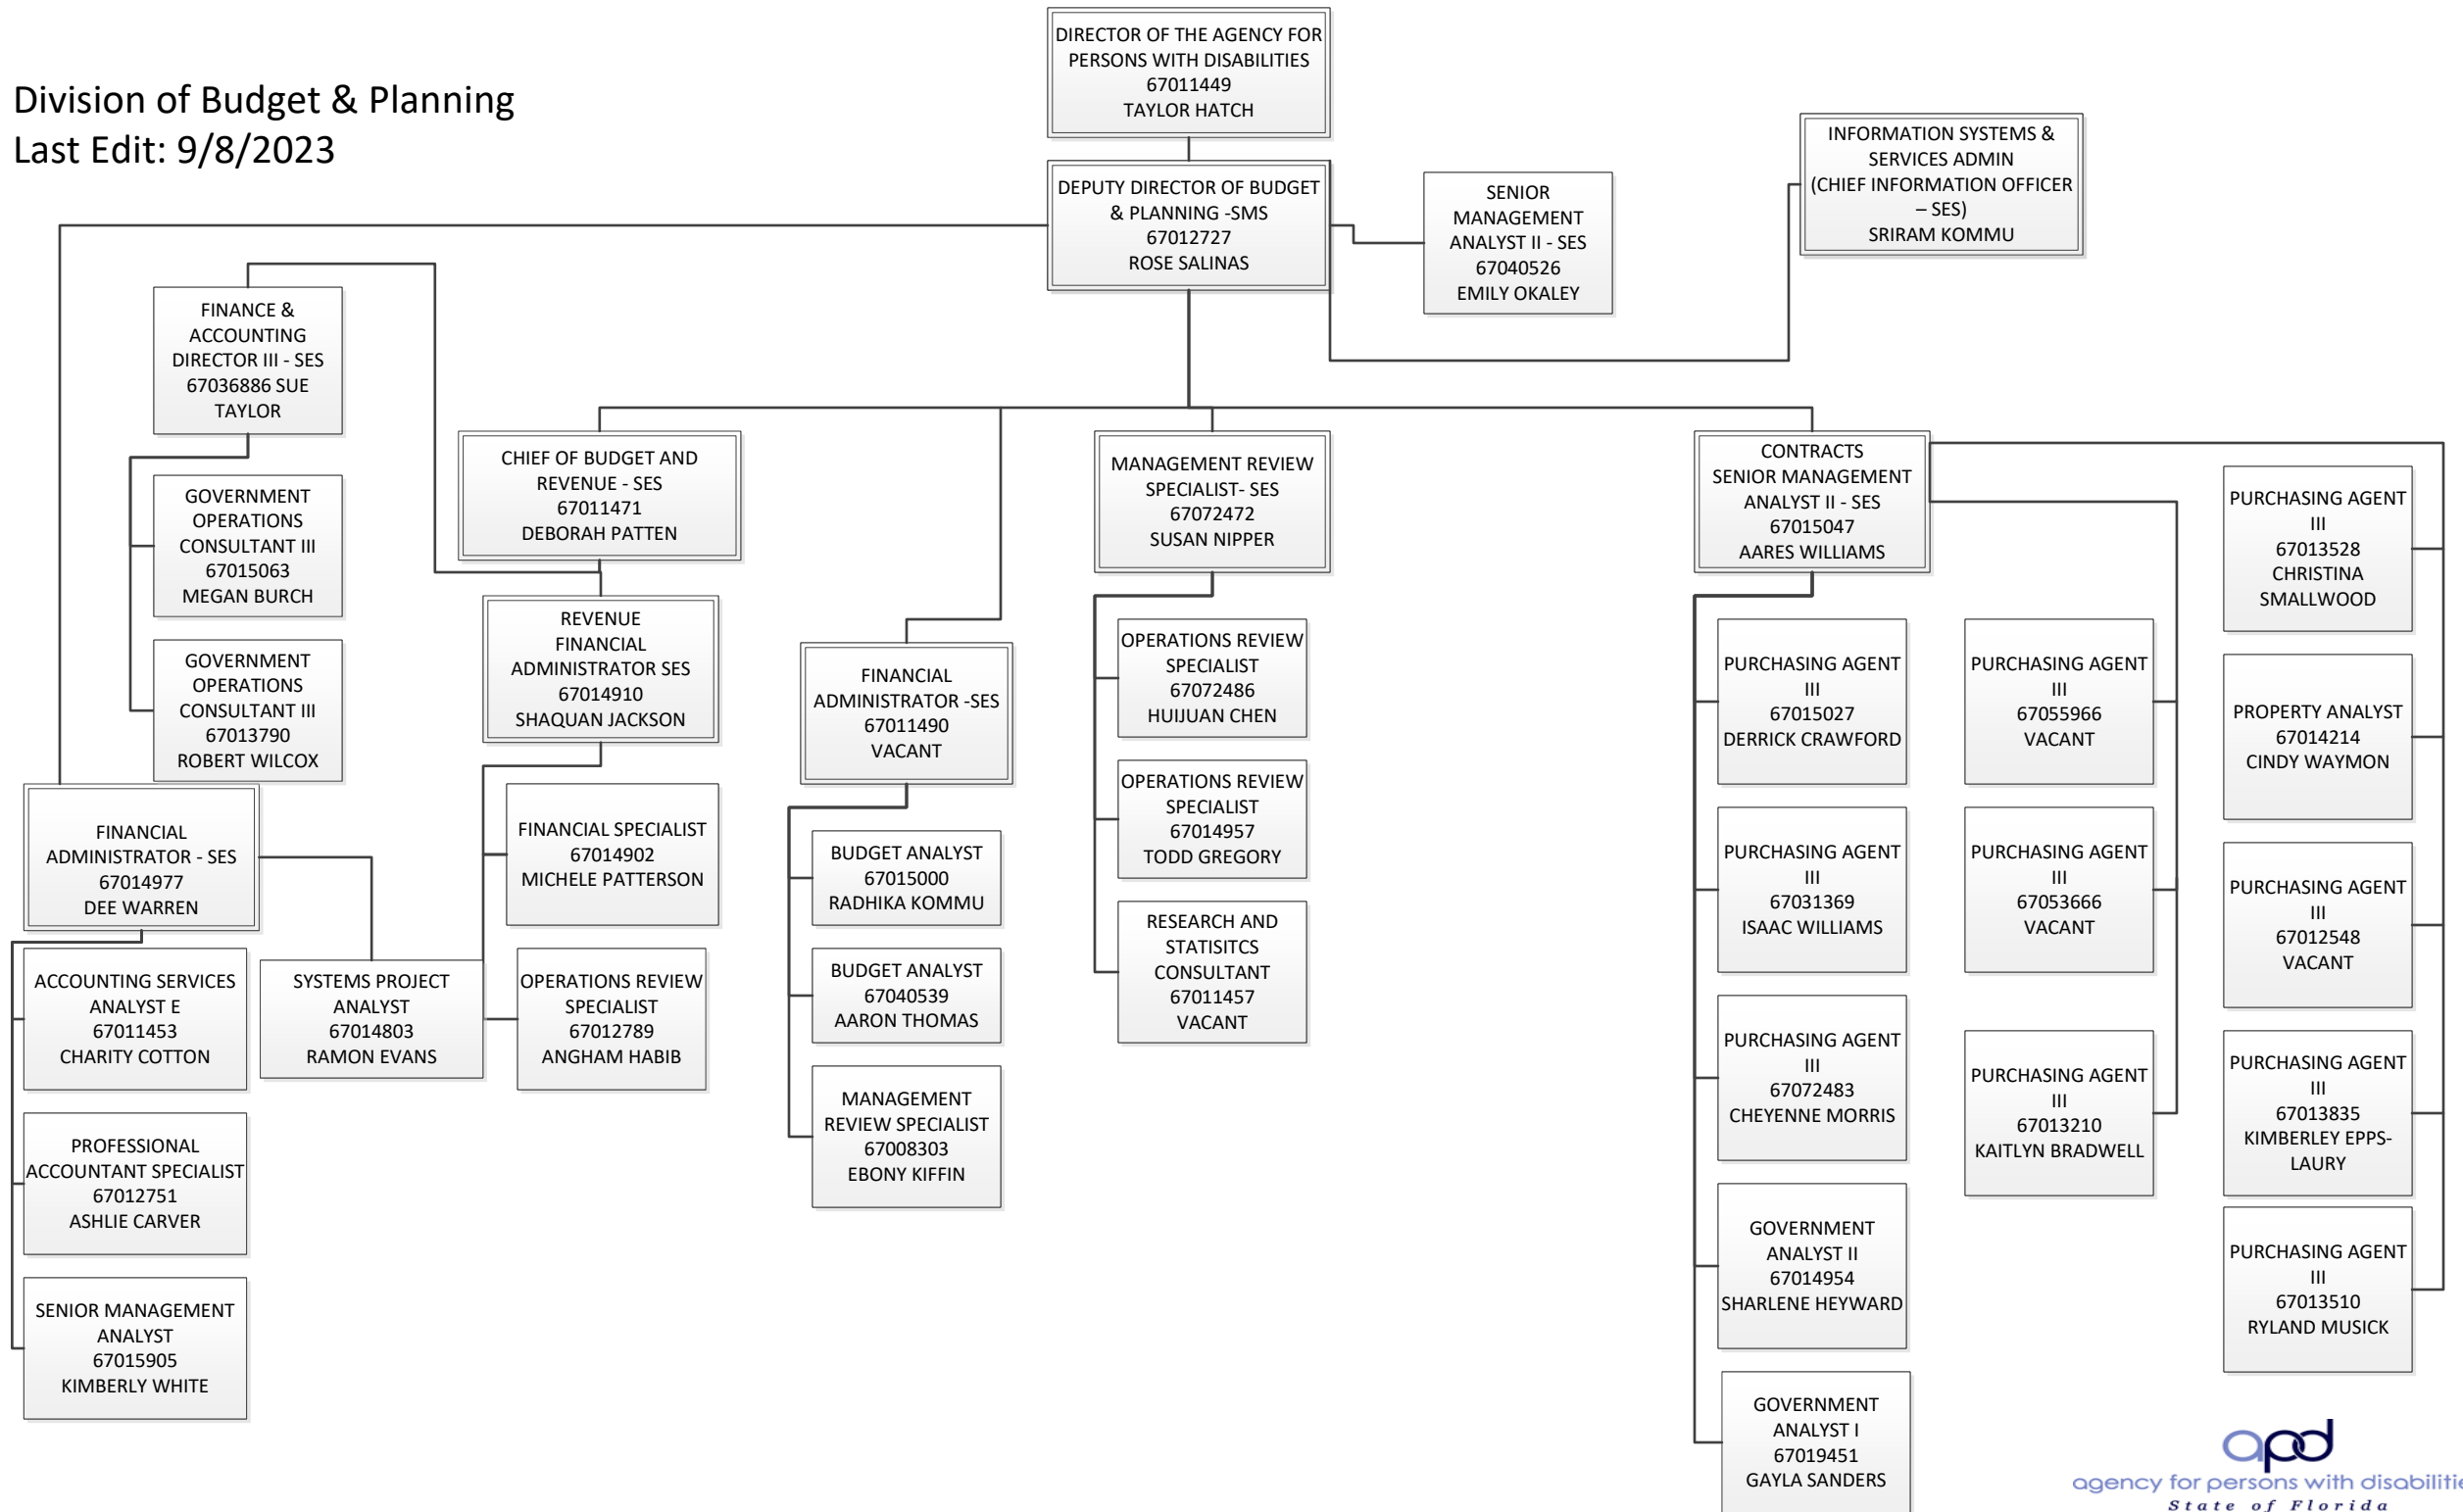 Division of Budget & Planning
Last Edit: 9/8/2023
DIRECTOR OF THE AGENCY FOR
PERSONS WITH DISABILITIES
67011449
TAYLOR HATCH
DEPUTY DIRECTOR OF BUDGET
& PLANNING -SMS
67012727
ROSE SALINAS
SENIOR
MANAGEMENT
ANALYST II - SES
67040526
EMILY OKALEY
INFORMATION SYSTEMS &
SERVICES ADMIN
(CHIEF INFORMATION OFFICER
– SES)
SRIRAM KOMMU
FINANCE &
ACCOUNTING
DIRECTOR III - SES
67036886 SUE
TAYLOR
GOVERNMENT
OPERATIONS
CONSULTANT III
67015063
MEGAN BURCH
GOVERNMENT
OPERATIONS
CONSULTANT III
67013790
ROBERT WILCOX
FINANCIAL
ADMINISTRATOR - SES
67014977
DEE WARREN
ACCOUNTING SERVICES
ANALYST E
67011453
CHARITY COTTON
PROFESSIONAL
ACCOUNTANT SPECIALIST
67012751
ASHLIE CARVER
SENIOR MANAGEMENT
ANALYST
67015905
KIMBERLY WHITE
SYSTEMS PROJECT
ANALYST
67014803
RAMON EVANS
CHIEF OF BUDGET AND
REVENUE - SES
67011471
DEBORAH PATTEN
REVENUE
FINANCIAL
ADMINISTRATOR SES
67014910
SHAQUAN JACKSON
FINANCIAL SPECIALIST
67014902
MICHELE PATTERSON
OPERATIONS REVIEW
SPECIALIST
67012789
ANGHAM HABIB
FINANCIAL
ADMINISTRATOR -SES
67011490
VACANT
BUDGET ANALYST
67015000
RADHIKA KOMMU
BUDGET ANALYST
67040539
AARON THOMAS
MANAGEMENT
REVIEW SPECIALIST
67008303
EBONY KIFFIN
MANAGEMENT REVIEW
SPECIALIST- SES
67072472
SUSAN NIPPER
OPERATIONS REVIEW
SPECIALIST
67072486
HUIJUAN CHEN
OPERATIONS REVIEW
SPECIALIST
67014957
TODD GREGORY
RESEARCH AND
STATISITCS
CONSULTANT
67011457
VACANT
CONTRACTS
SENIOR MANAGEMENT
ANALYST II - SES
67015047
AARES WILLIAMS
PURCHASING AGENT
III
67015027
DERRICK CRAWFORD
PURCHASING AGENT
III
67031369
ISAAC WILLIAMS
PURCHASING AGENT
III
67072483
CHEYENNE MORRIS
GOVERNMENT
ANALYST II
67014954
SHARLENE HEYWARD
GOVERNMENT
ANALYST I
67019451
GAYLA SANDERS
PURCHASING AGENT
III
67055966
VACANT
PURCHASING AGENT
III
67053666
VACANT
PURCHASING AGENT
III
67013210
KAITLYN BRADWELL
PURCHASING AGENT
III
67013528
CHRISTINA
SMALLWOOD
PROPERTY ANALYST
67014214
CINDY WAYMON
PURCHASING AGENT
III
67012548
VACANT
PURCHASING AGENT
III
67013835
KIMBERLEY EPPS-
LAURY
PURCHASING AGENT
III
67013510
RYLAND MUSICK
apd
agency for persons with disabilitie
State of Florida